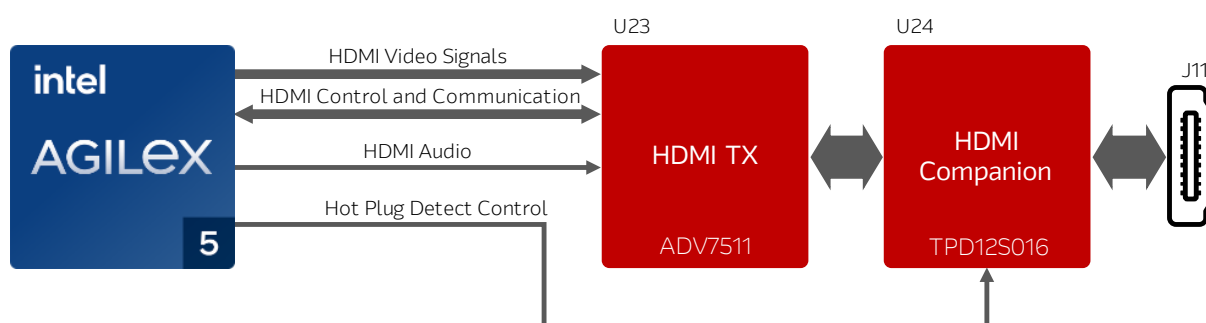 U23
U24
J11
intel
AGILEX
5
HDMI Video Signals
HDMI Control and Communication
HDMI Audio
Hot Plug Detect Control
HDMI TX
ADV7511
HDMI
Companion
TPD12S016